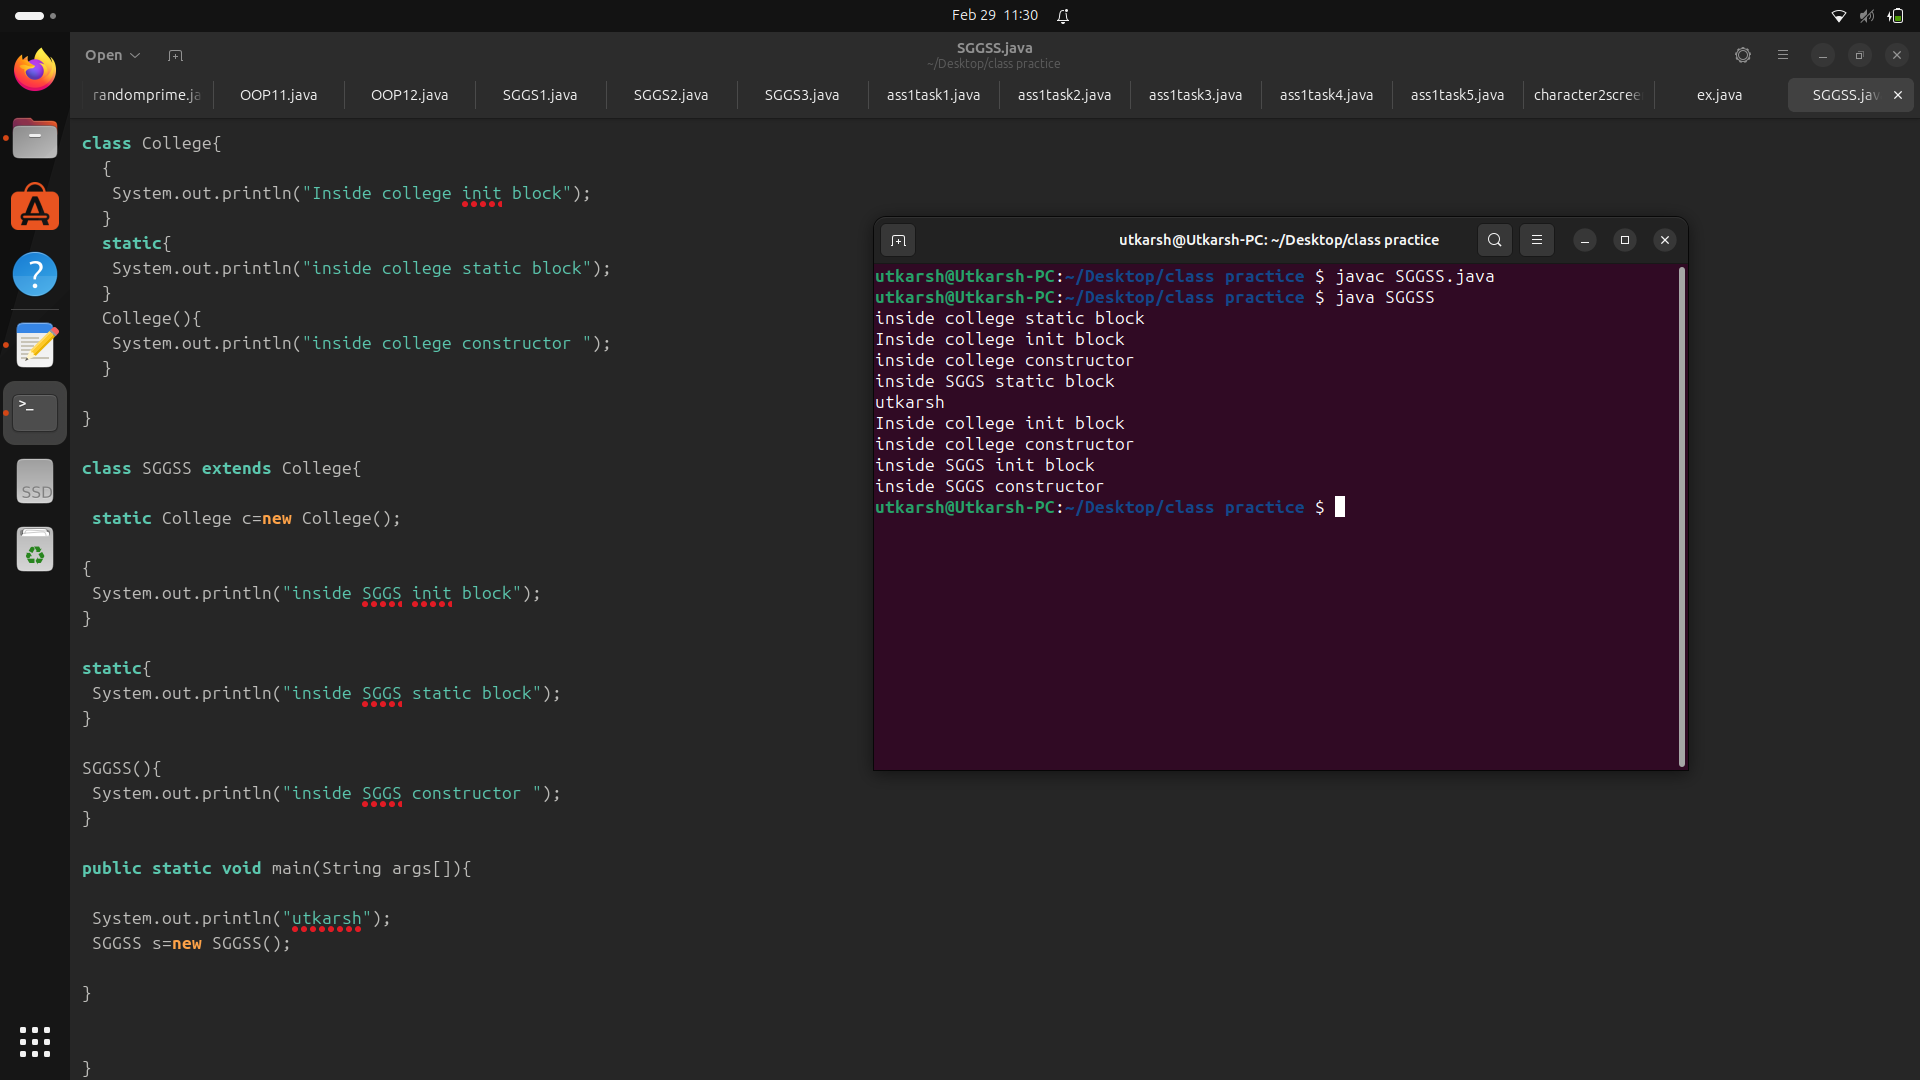 Feb 29 11:30
Open
SGGSS.java
~/Desktop/class practice
randomprime.ja
OOP11.java
OOP12.java
SGGS1.java
SGGS2.java
SGGS3.java
ass1task1.java
ass1task2.java
ass1task3.java
ass1task4.java
ass1task5.java
character2scree
ex.java
SGGSS.jav
class College{
{
System.out.println("Inside college init block");
}
static{
System.out.println("inside college static block");
}
College(){
System.out.println("inside college constructor ");
}
}
class SGGSS extends College{
static College c=new College();
{
System.out.println("inside SGGS init block");
}
static{
System.out.println("inside SGGS static block");
}
SGGSS(){
System.out.println("inside SGGS constructor ");
}
public static void main(String args[]){
System.out.println("utkarsh");
SGGSS s=new SGGSS();
}
}
utkarsh@Utkarsh-PC: ~/Desktop/class practice
utkarsh@Utkarsh-PC:~/Desktop/class practice $ javac SGGSS.java
utkarsh@Utkarsh-PC:~/Desktop/class practice $ java SGGSS
inside college static block
Inside college init block
inside college constructor
inside SGGS static block
utkarsh
Inside college init block
inside college constructor
inside SGGS init block
inside SGGS constructor
utkarsh@Utkarsh-PC:~/Desktop/class practice $
>_
SSD